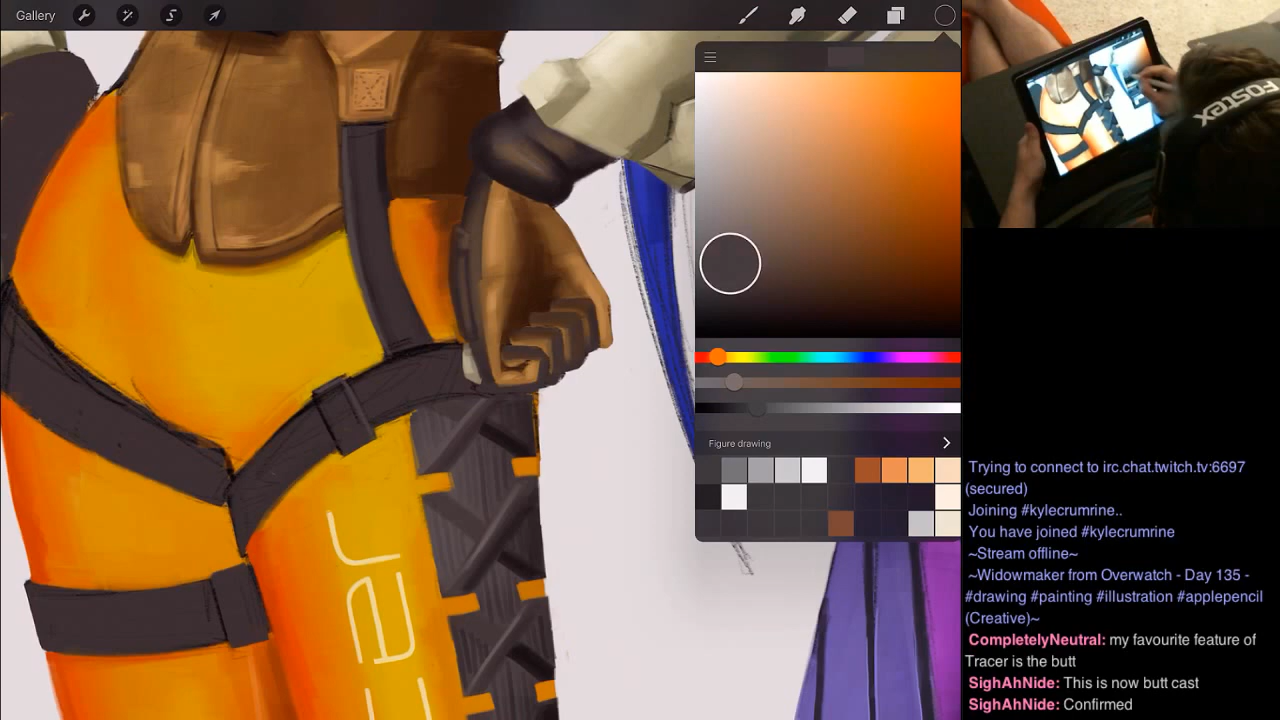 Gallery
FOSTEX
Figure drawing
cer
Trying to connect to irc.chat.twitch.tv:6697
(secured)
Joining #kylecrumrine..
You have joined #kylecrumrine
~Stream offline~
~Widowmaker from Overwatch - Day 135 -
#drawing #painting #illustration #applepencil
(Creative)~
CompletelyNeutral: my favourite feature of
Tracer is the butt
SighAhNide: This is now butt cast
SighAhNide: Confirmed